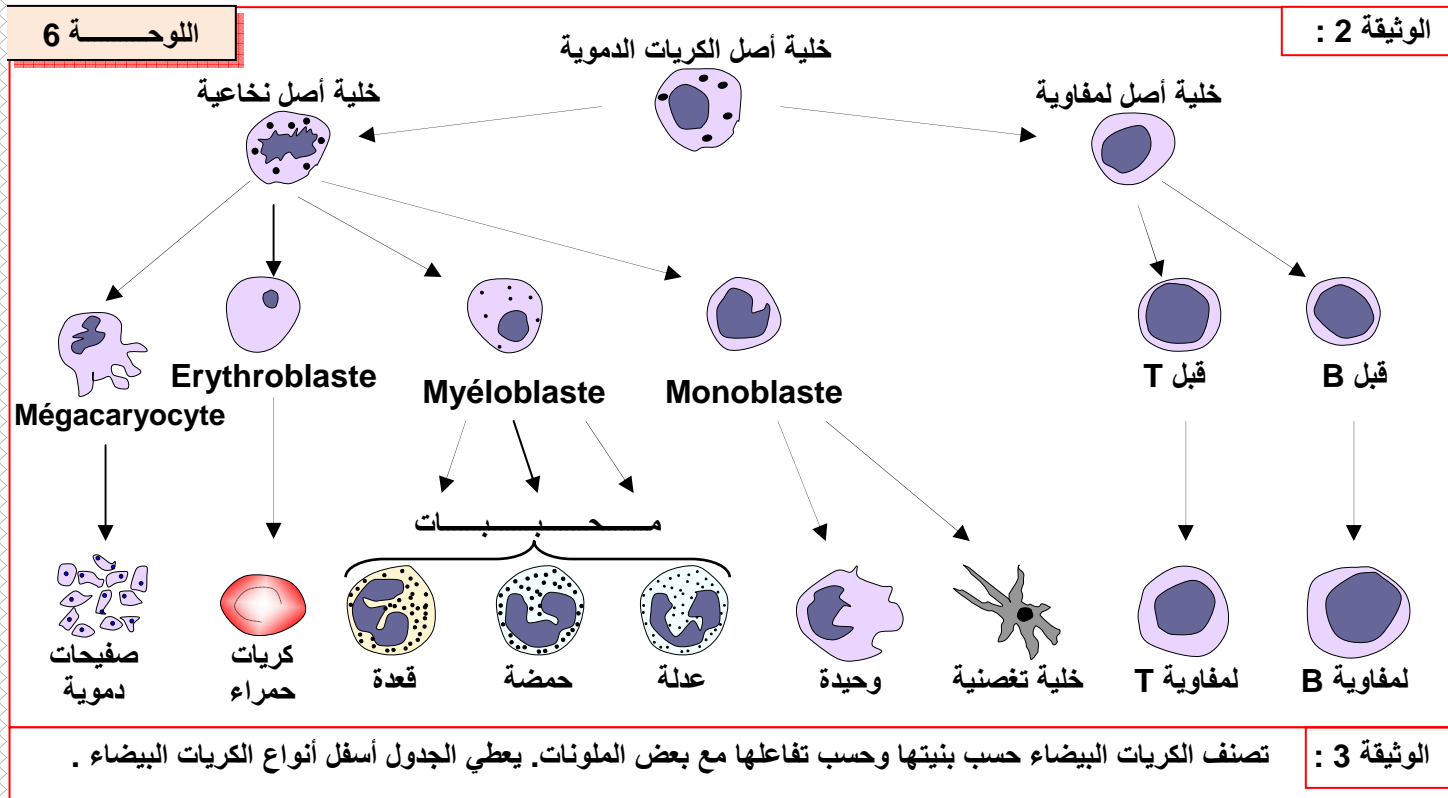 الوثيقة 2 :
اللوحــــــــــة 6
خلية أصل الكريات الدموية
خلية أصل لمفاوية
خلية أصل نخاعية
قبل B
قبل T
Monoblaste
Myéloblaste
Erythroblaste
Mégacaryocyte
مـــــحـــــبـــــبـــــات
لمفاوية B
لمفاوية T
خلية تغصنية
وحيدة
عدلة
حمضة
قعدة
كريات
حمراء
صفيحات
دموية
الوثيقة 3 :
تصنف الكريات البيضاء حسب بنيتها وحسب تفاعلها مع بعض الملونات. يعطي الجدول أسفل أنواع الكريات البيضاء .